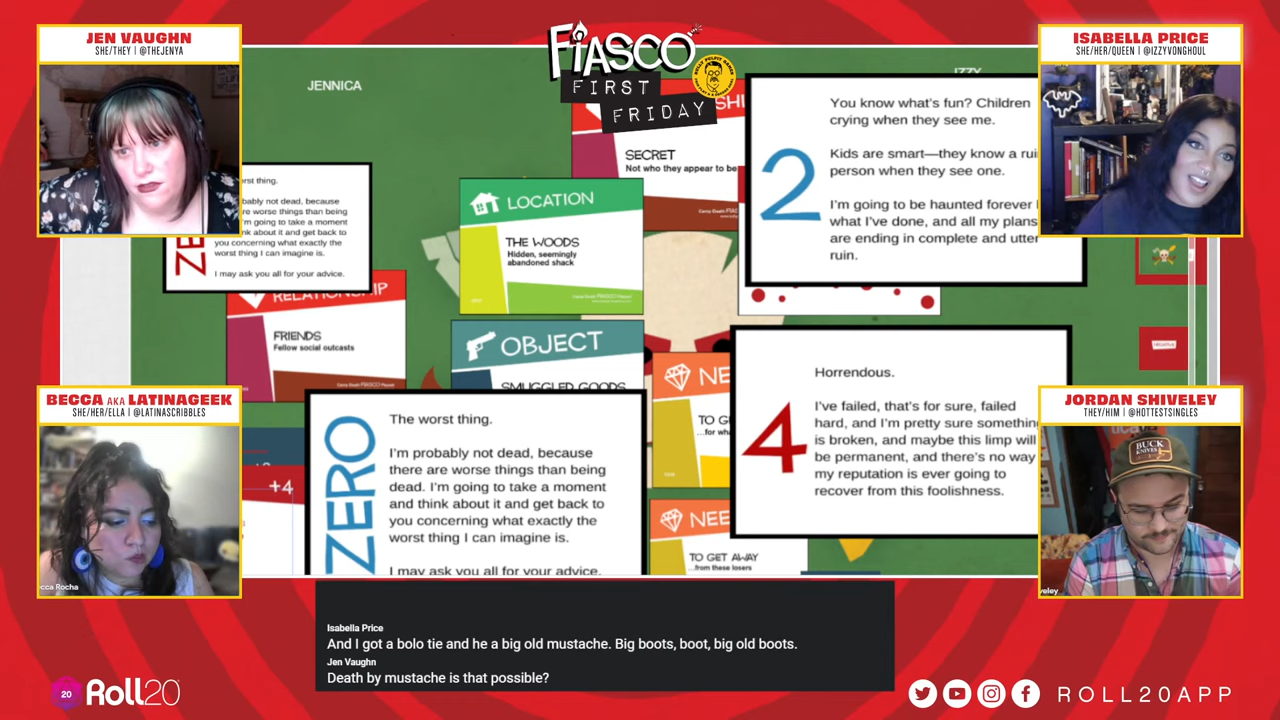 JEN VAUGHN
SHE/THEY | @THEJENYA
FIASCO
FIRST
FRIDAY
ISABELLA PRICE
SHE/HER/QUEEN | @IZZYVONGHOUL
JENNICA
IZZY
SECRET
Not who they appear to be
2
You know what's fun? Children
crying when they see me.
Kids are smart—they know a
person when they see one.
I'm going to be haunted forever
what I've done, and all my plans
are ending in complete and utter
ruin.
LOCATION
THE WOODS
Hidden, seemingly
abandoned shack
worst thing.
because
are worse things than being
I'm going to take a moment
think about it and get back to
you concerning what exactly the
worst thing I can imagine is.
I may ask you all for your advice.
RELATIONSHIP
FRIENDS
Fellow social outcasts
OBJECT
SMUGGLED GOODS
NEGATIVE
BECCA AKA LATINAGEEK
SHE/HER/ELLA | @LATINASCRIBBLES
+4
ZERO
The worst thing.
I'm probably not dead, because
there are worse things than being
dead. I'm going to take a moment
and think about it and get back to
you concerning what exactly the
worst thing I can imagine is.
I may ask you all for your advice.
TO GET AWAY
...from these losers
4
Horrendous.
I've failed, that's for sure, failed
hard, and I'm pretty sure something
is broken, and maybe this limp will
be permanent, and there's no way
my reputation is ever going to
recover from this foolishness.
JORDAN SHIVELEY
THEY/HIM | @HOTTESTSINGLES
BUCK
KNIVES
Isabella Price
And I got a bolo tie and he a big old mustache. Big boots, boot, big old boots.
Jen Vaughn
Death by mustache is that possible?
20 Roll20
ROLL20APP